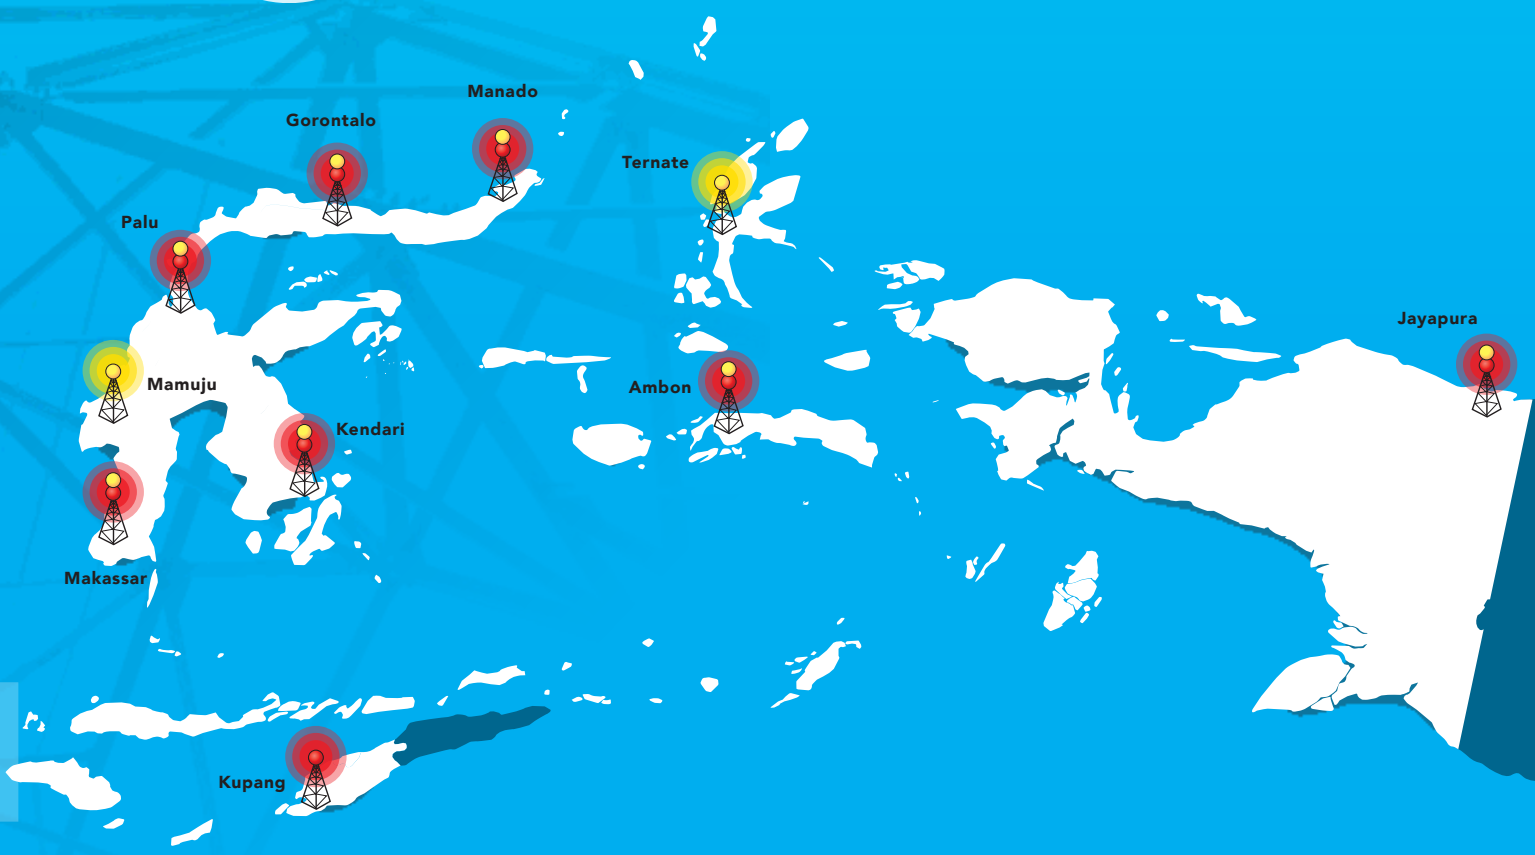 Manado
Gorontalo
Ternate
Palu
Jayapura
Mamuju
Ambon
Kendari
Makassar
Kupang